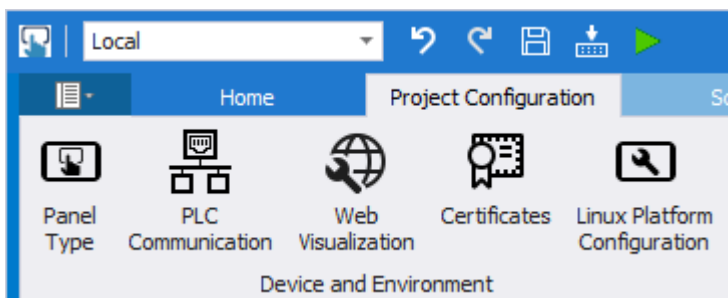 Local
Home
Project Configuration
Panel
Type
PLC
Communication
Web
Visualization
Certificates
Linux Platform
Configuration
Device and Environment